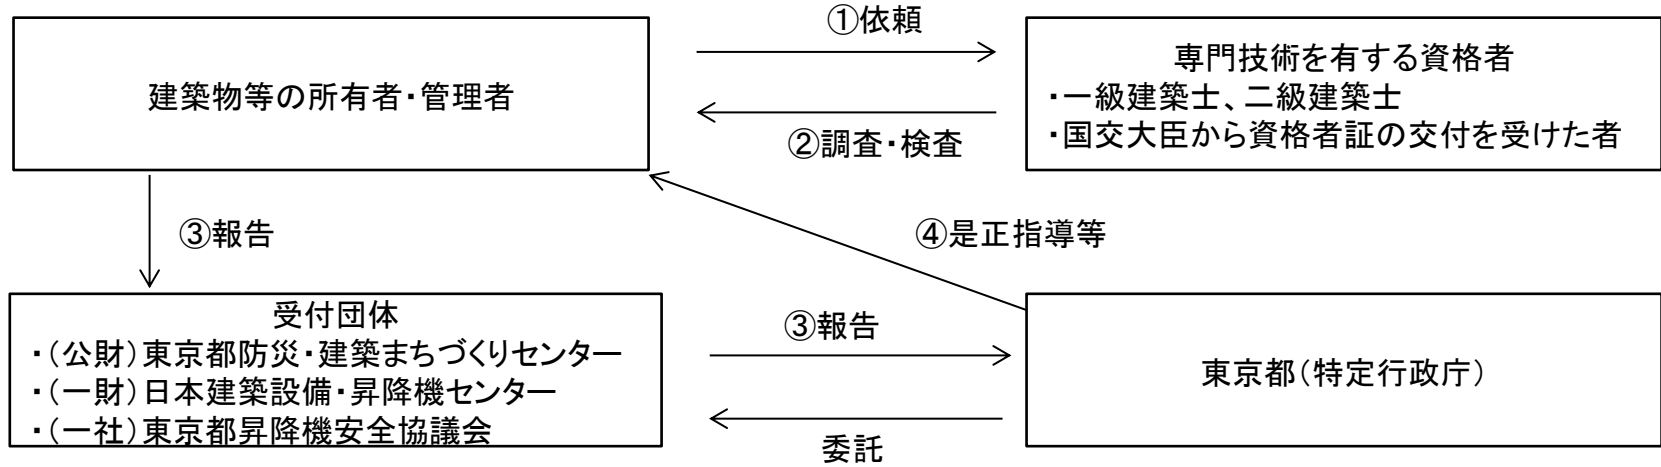 ①依頼
建築物等の所有者・管理者
専門技術を有する資格者
・一級建築士、二級建築士
・国交大臣から資格者証の交付を受けた者
②調査・検査
③報告
④是正指導等
受付団体
・(公財)東京都防災・建築まちづくりセンター
・(一財)日本建築設備・昇降機センター
・(一社)東京都昇降機安全協議会
③報告
委託
東京都(特定行政庁)